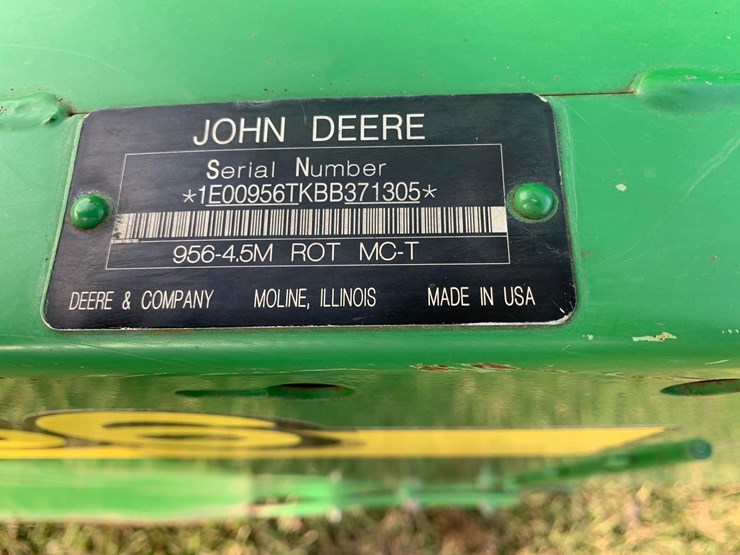 JOHN DEERE
Serial Number
*1E00956TKBB371305*
956-4.5M ROT MC-T
DEERE & COMPANY MOLINE, ILLINOIS MADE IN USA